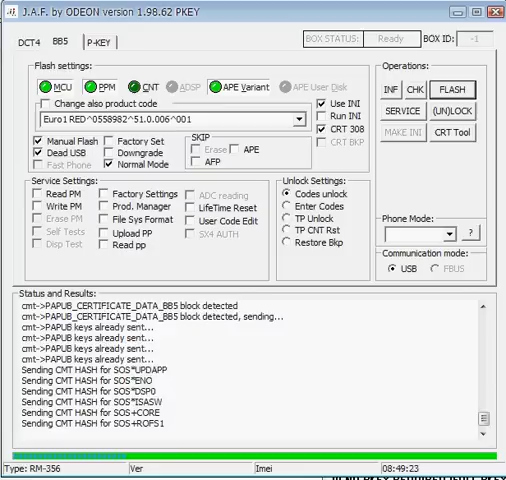 J.A.F. by ODEON version 1.98.62 PKEY
DCT4 BB5 P-KEY
BOX STATUS: Ready BOX ID: -1
Flash settings:
MCU PPM CNT ADSP APE Variant APE User Disk
Change also product code
Euro1 RED^0558982^51.0.006^001
Use INI
Run INI
CRT 308
CRT BKP
Manual Flash Factory Set
Dead USB Downgrade
Fast Phone Normal Mode
SKIP
Erase APE
AFP
Operations:
INF CHK FLASH
SERVICE (UN)LOCK
MAKE INI CRT Tool
Service Settings:
Read PM Factory Settings ADC reading
Write PM Prod. Manager LifeTime Reset
Erase PM File Sys Format User Code Edit
Self Tests Upload PP SX4 AUTH
Disp Test Read pp
Unlock Settings:
Codes unlock
Enter Codes
TP Unlock
TP CNT Rst
Restore Bkp
Phone Mode:
?
Communication mode:
USB FBUS
Status and Results:
cmt->PAPUB_CERTIFICATE_DATA_BB5 block detected
cmt->PAPUB_CERTIFICATE_DATA_BB5 block detected, sending...
cmt->PAPUB keys already sent...
cmt->PAPUB keys already sent...
cmt->PAPUB keys already sent...
cmt->PAPUB keys already sent...
Sending CMT HASH for SOS*UPDAPP
Sending CMT HASH for SOS*ENO
Sending CMT HASH for SOS*DSP0
Sending CMT HASH for SOS*ISASW
Sending CMT HASH for SOS+CORE
Sending CMT HASH for SOS+ROFS1
Type: RM-356 Ver Imei 08:49:23